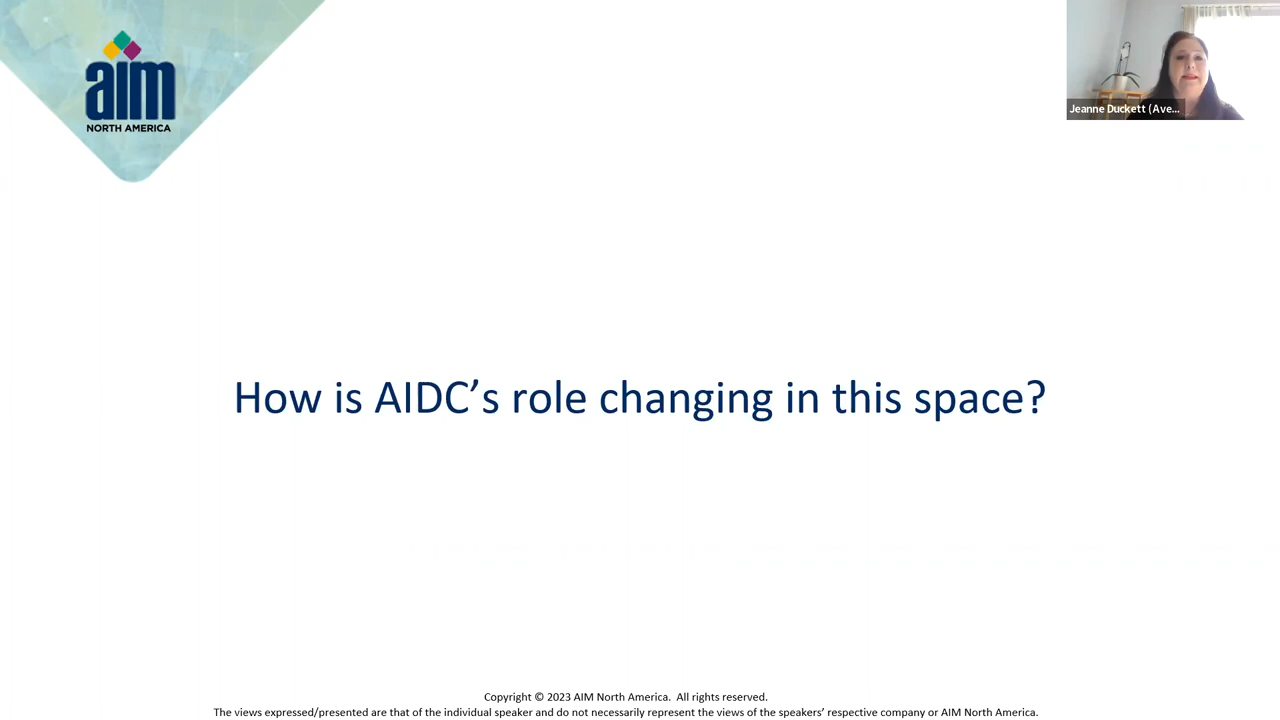 aim
NORTH AMERICA
Jeanne Duckett (Ave...
How is AIDC’s role changing in this space?
Copyright © 2023 AIM North America. All rights reserved.
The views expressed/presented are that of the individual speaker and do not necessarily represent the views of the speakers’ respective company or AIM North America.